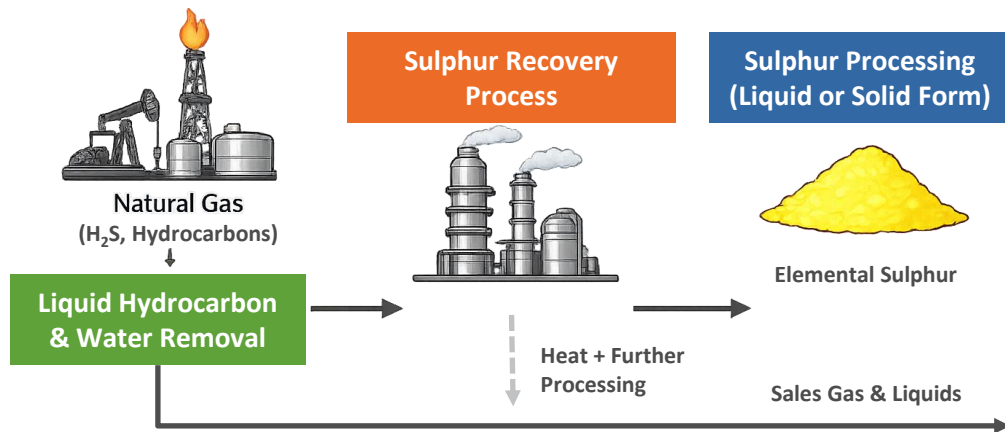 Natural Gas
(H₂S, Hydrocarbons)
Liquid Hydrocarbon
& Water Removal
Sulphur Recovery
Process
Heat + Further
Processing
Sulphur Processing
(Liquid or Solid Form)
Elemental Sulphur
Sales Gas & Liquids